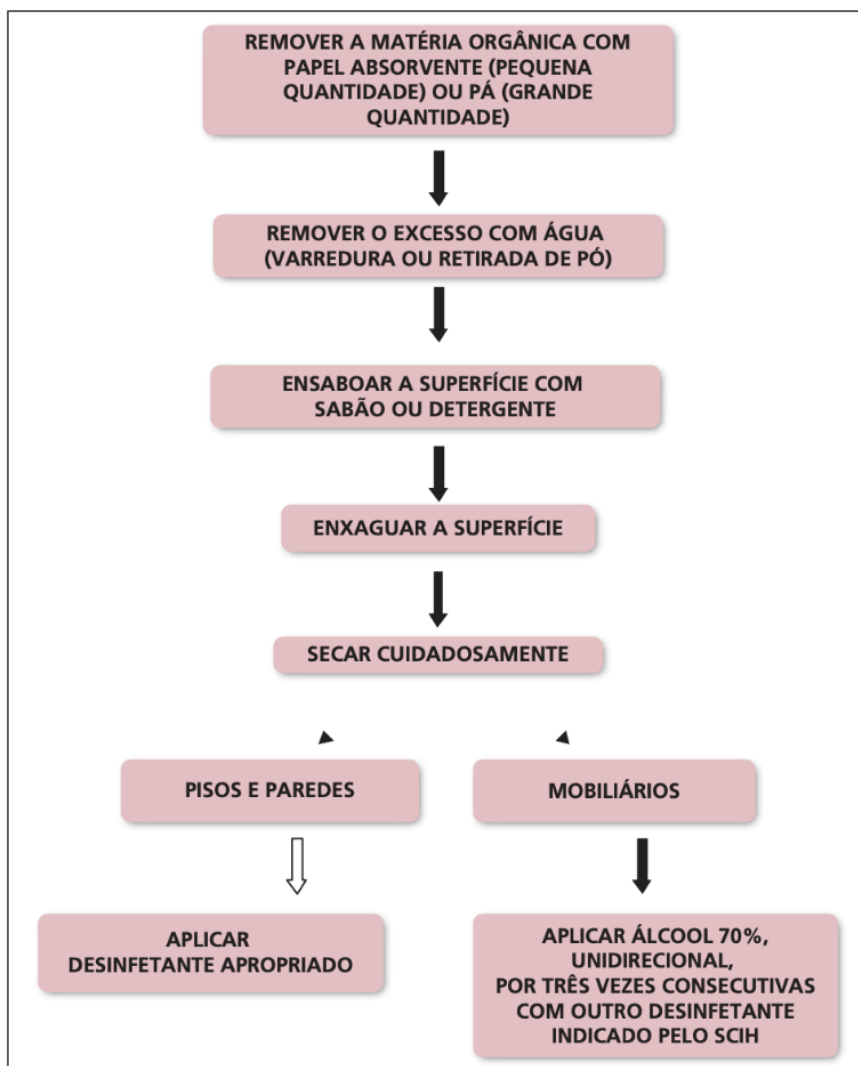 REMOVER A MATÉRIA ORGÂNICA COM
PAPEL ABSORVENTE (PEQUENA
QUANTIDADE) OU PÁ (GRANDE
QUANTIDADE)
REMOVER O EXCESSO COM ÁGUA
(VARREDURA OU RETIRADA DE PÓ)
ENSABOAR A SUPERFÍCIE COM
SABÃO OU DETERGENTE
ENXAGUAR A SUPERFÍCIE
SECAR CUIDADOSAMENTE
PISOS E PAREDES
MOBILIÁRIOS
APLICAR
DESINFETANTE APROPRIADO
APLICAR ÁLCOOL 70%,
UNIDIRECIONAL,
POR TRÊS VEZES CONSECUTIVAS
COM OUTRO DESINFETANTE
INDICADO PELO SCIH